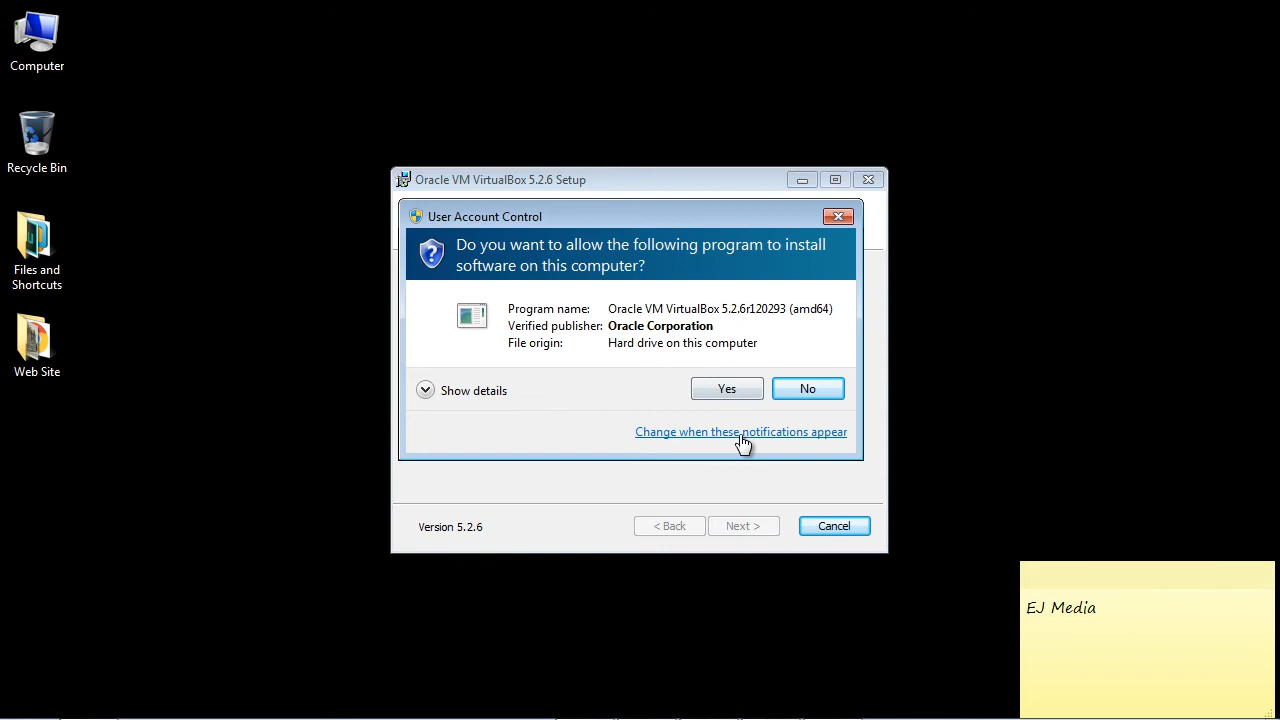 Computer
Recycle Bin
Files and
Shortcuts
Web Site
Oracle VM VirtualBox 5.2.6 Setup
User Account Control
Do you want to allow the following program to install
software on this computer?
Program name: Oracle VM VirtualBox 5.2.6r120293 (amd64)
Verified publisher: Oracle Corporation
File origin: Hard drive on this computer
Show details
Yes
No
Change when these notifications appear
Version 5.2.6
< Back
Next >
Cancel
EJ Media